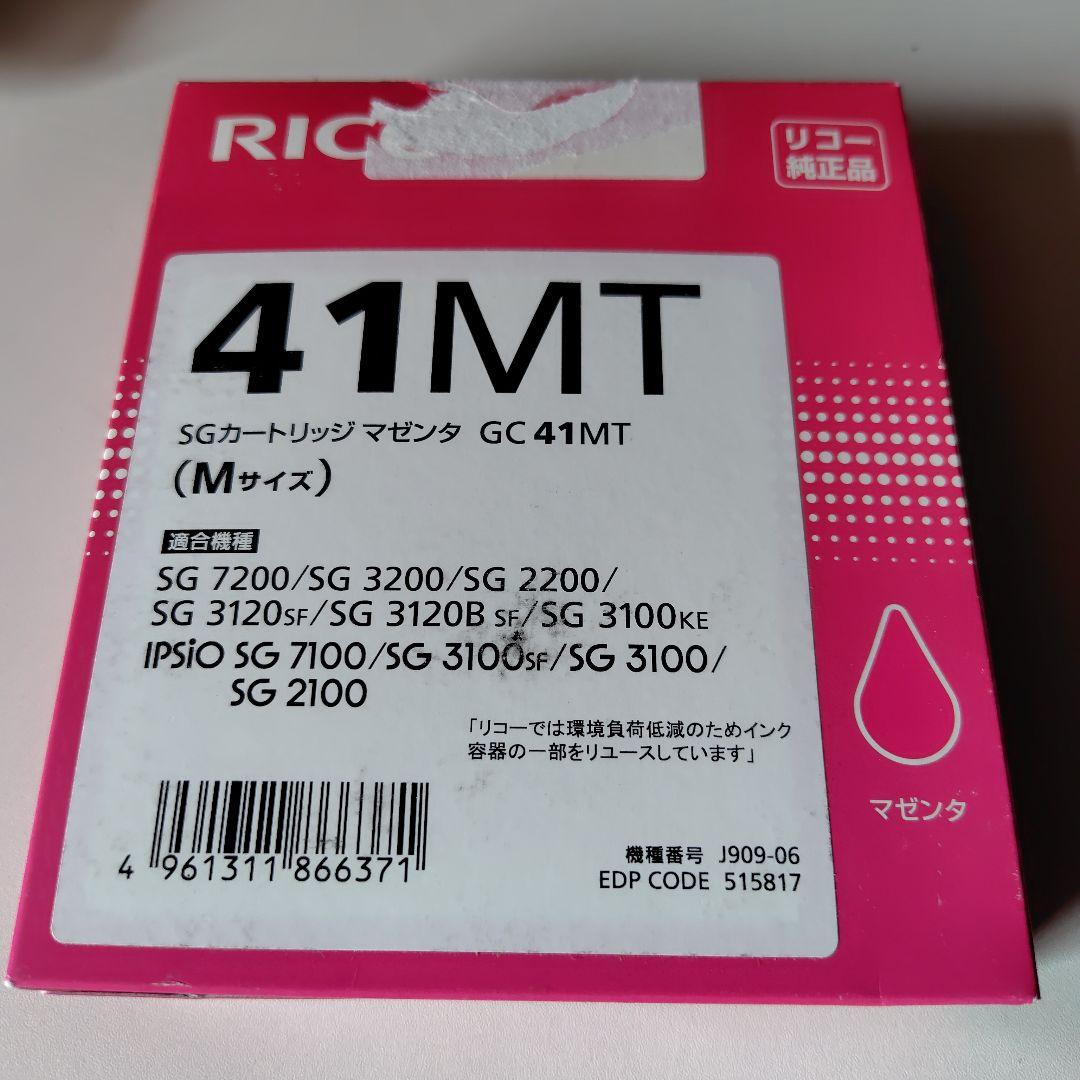 リコー
純正品
41MT
SGカートリッジ マゼンタ GC 41MT
(Mサイズ)
適合機種
SG 7200/SG 3200/SG 2200/
SG 3120SF/SG 3120B SF/SG 3100KE
IPSiO SG 7100/SG 3100SF/SG 3100/
SG 2100
「リコーでは環境負荷低減のためインク
容器の一部をリユースしています」
マゼンタ
4 961311 866371
機種番号 J909-06
EDP CODE 515817